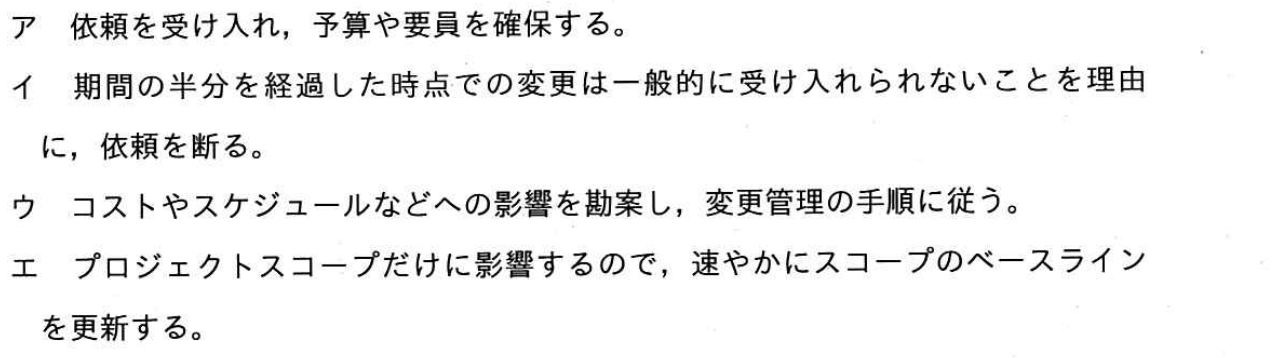 ア　依頼を受け入れ，予算や要員を確保する。
イ　期間の半分を経過した時点での変更は一般的に受け入れられないことを理由
に，依頼を断る。
ウ　コストやスケジュールなどへの影響を勘案し，変更管理の手順に従う。
エ　プロジェクトスコープだけに影響するので，速やかにスコープのベースライン
を更新する。